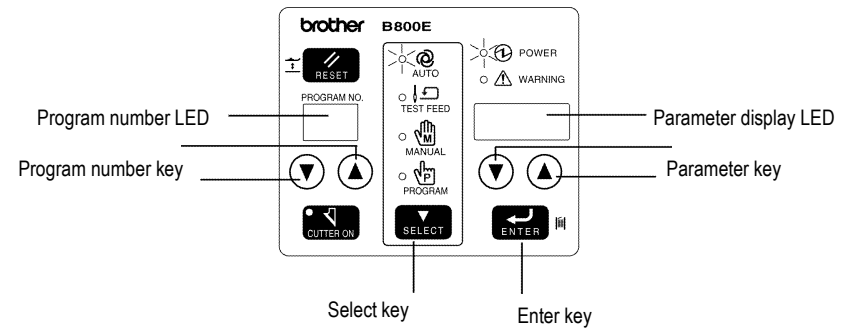 brother B800E
RESET
PROGRAM NO.
CUTTER ON
AUTO
TEST FEED
M
MANUAL
P
PROGRAM
SELECT
POWER
WARNING
ENTER
Program number LED
Program number key
Parameter display LED
Parameter key
Select key
Enter key